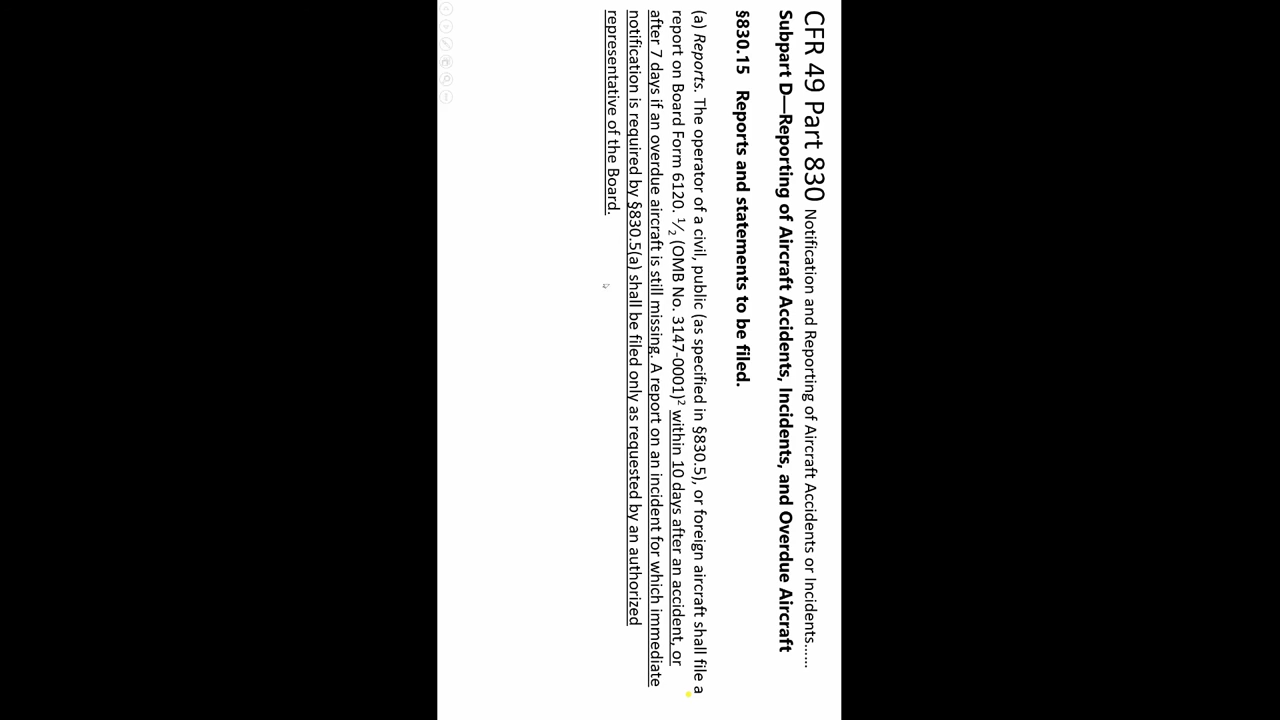 CFR 49 Part 830 Notification and Reporting of Aircraft Accidents or Incidents......
Subpart D—Reporting of Aircraft Accidents, Incidents, and Overdue Aircraft
§830.15 Reports and statements to be filed.
(a) Reports. The operator of a civil, public (as specified in §830.5), or foreign aircraft shall file a
report on Board Form 6120. ¹⁄₂ (OMB No. 3147-0001)² within 10 days after an accident, or
after 7 days if an overdue aircraft is still missing. A report on an incident for which immediate
notification is required by §830.5(a) shall be filed only as requested by an authorized
representative of the Board.